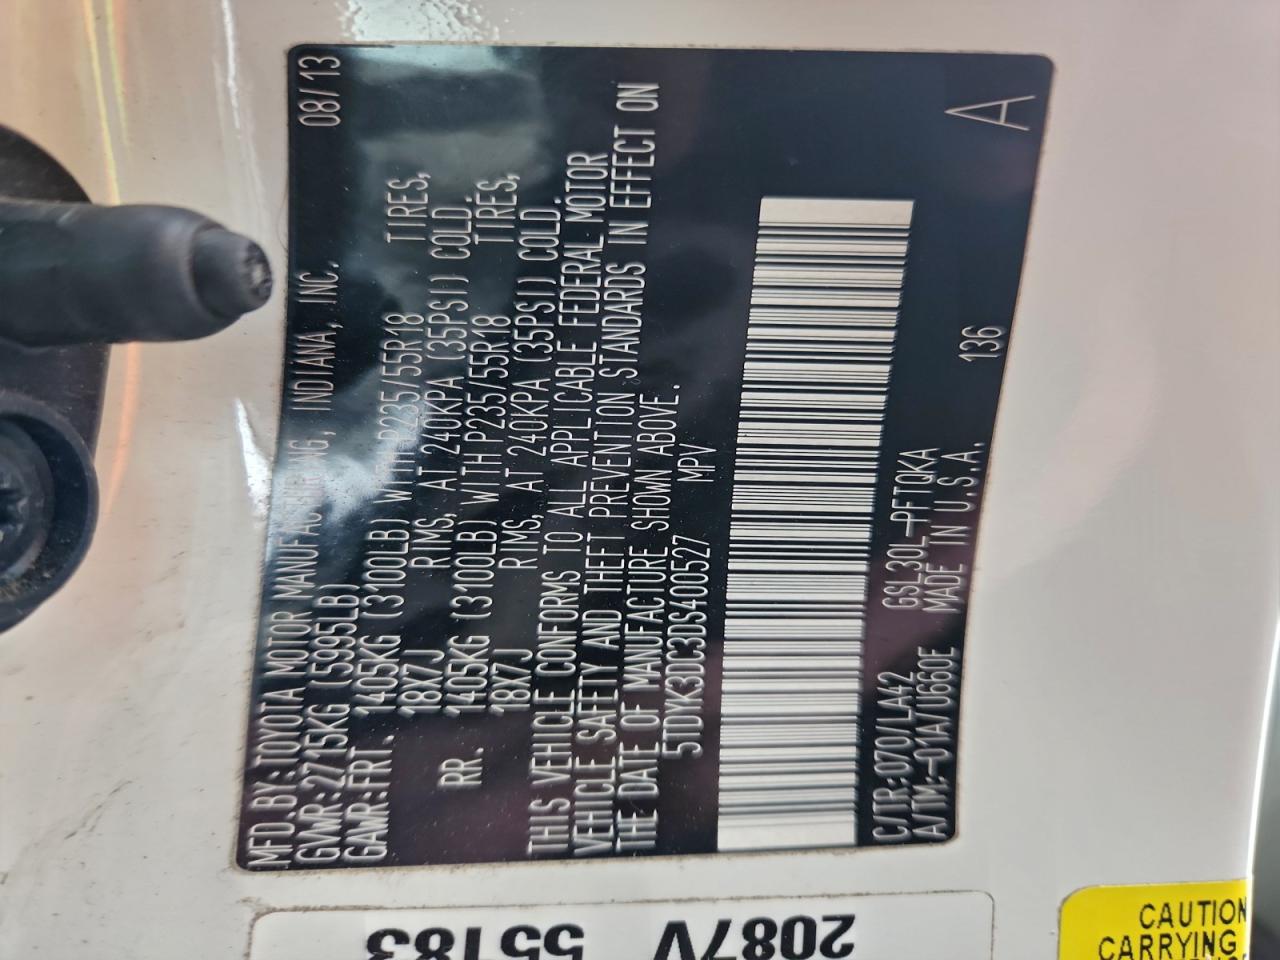 MFD.BY:TOYOTA MOTOR MANUFACTURING, INDIANA, INC. 08/13
GVWR:2715KG (5995LB)
GAWR:FRT. 1405KG (3100LB) WITH P235/55R18 TIRES,
18X7J RIMS, AT 240KPA (35PSI) COLD.
RR. 1405KG (3100LB) WITH P235/55R18 TIRES,
18X7J RIMS, AT 240KPA (35PSI) COLD.
THIS VEHICLE CONFORMS TO ALL APPLICABLE FEDERAL MOTOR
VEHICLE SAFETY AND THEFT PREVENTION STANDARDS IN EFFECT ON
THE DATE OF MANUFACTURE SHOWN ABOVE.
5TDYK3DC3DS400527 MPV
C/TR:070/LA42 GSL30L-PFTQKA 136
A/TM:-01A/U660E MADE IN U.S.A.
A
2087V
55183
CAUTION
CARRYING